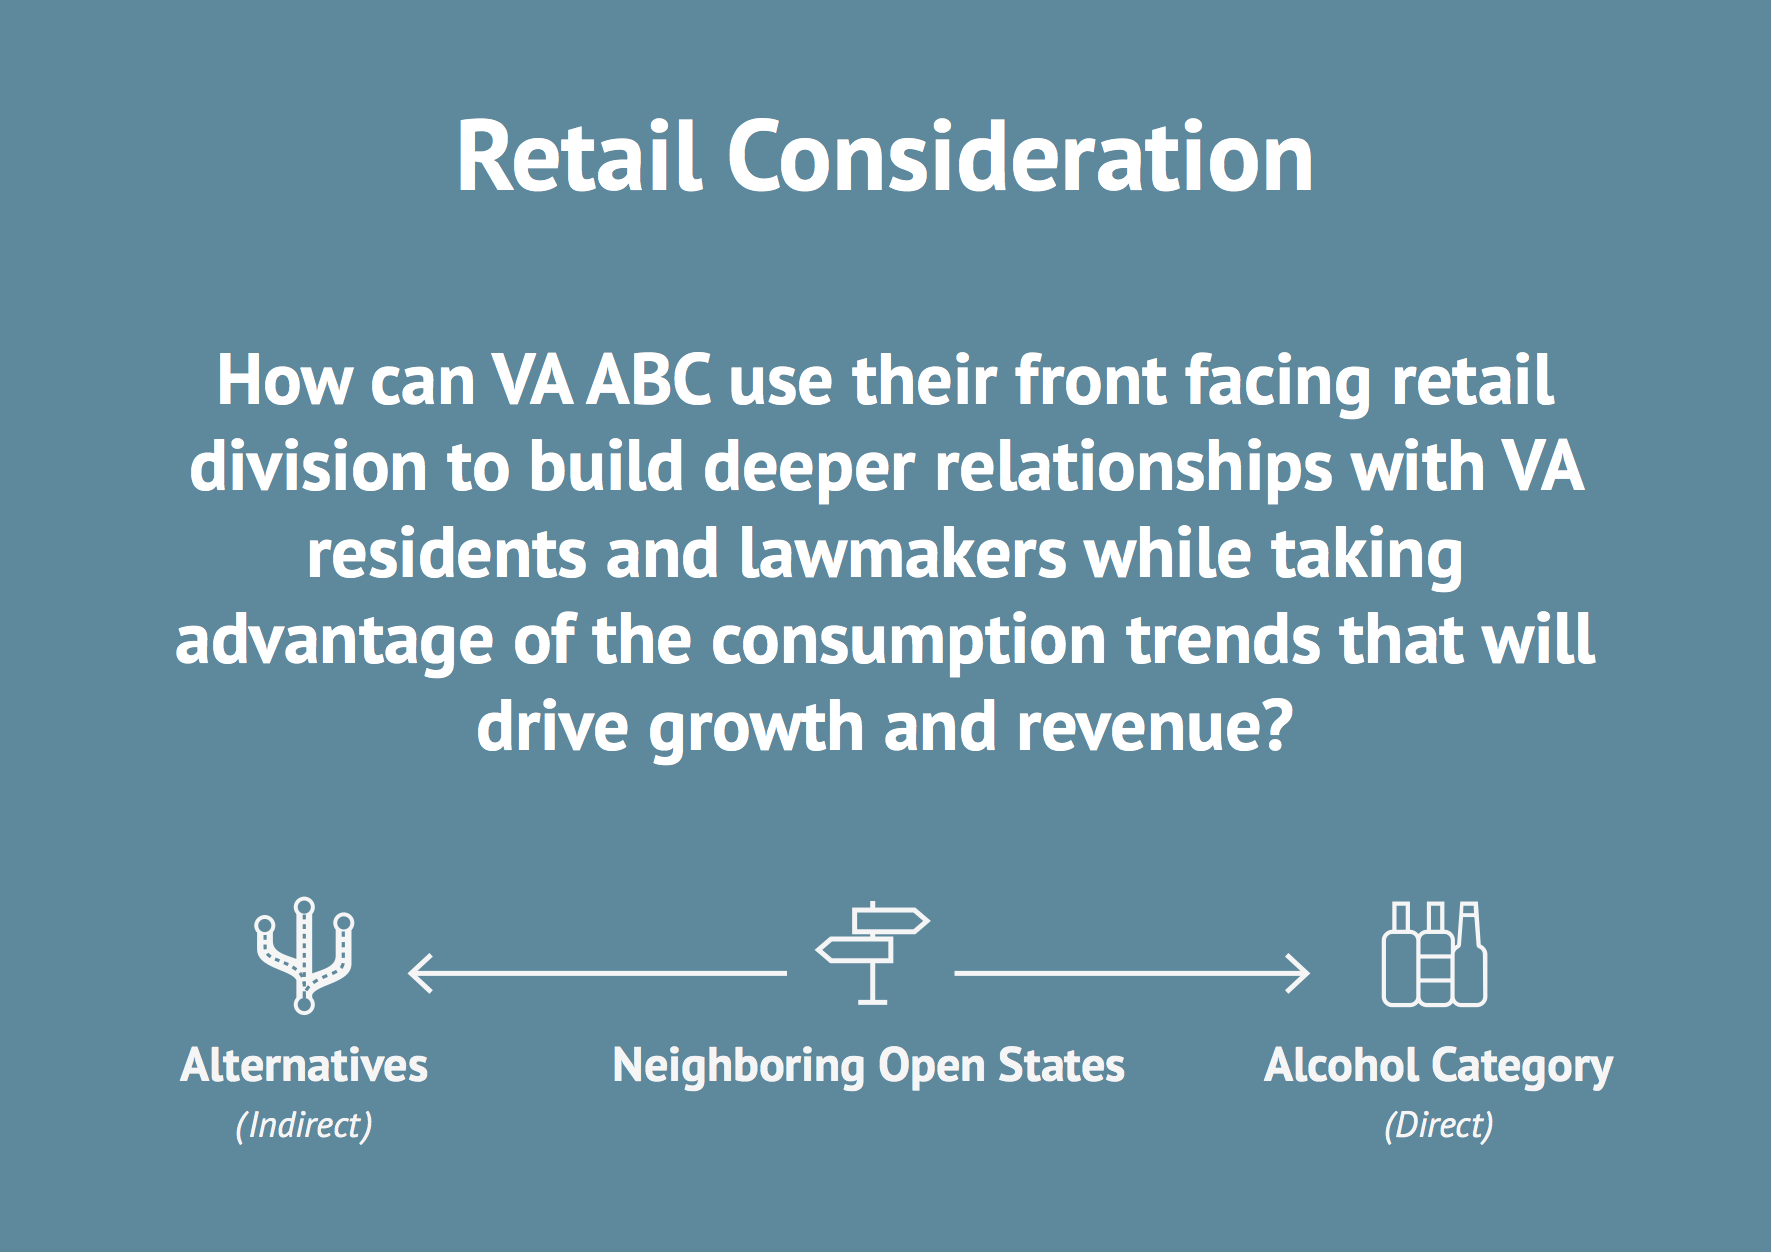 Retail Consideration
How can VA ABC use their front facing retail
division to build deeper relationships with VA
residents and lawmakers while taking
advantage of the consumption trends that will
drive growth and revenue?
Alternatives
(Indirect)
Neighboring Open States
Alcohol Category
(Direct)